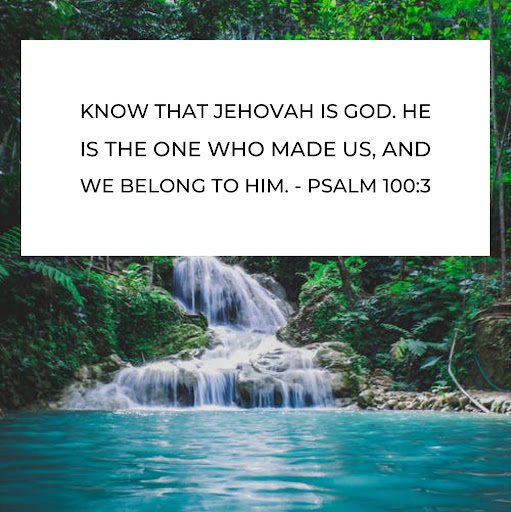 KNOW THAT JEHOVAH IS GOD. HE
IS THE ONE WHO MADE US, AND
WE BELONG TO HIM. - PSALM 100:3